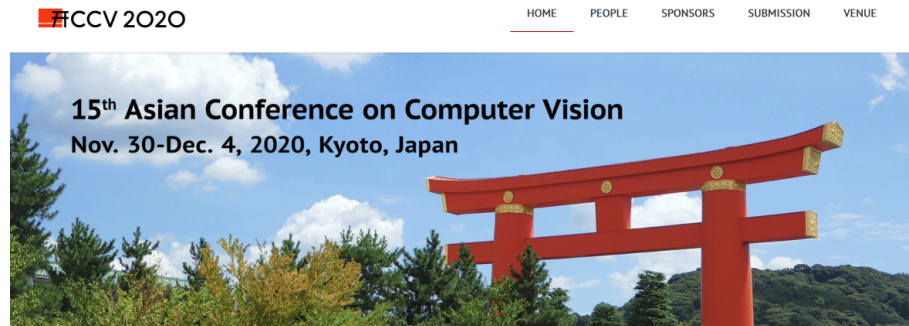 ACCV 2020
HOME PEOPLE SPONSORS SUBMISSION VENUE
15th Asian Conference on Computer Vision
Nov. 30-Dec. 4, 2020, Kyoto, Japan